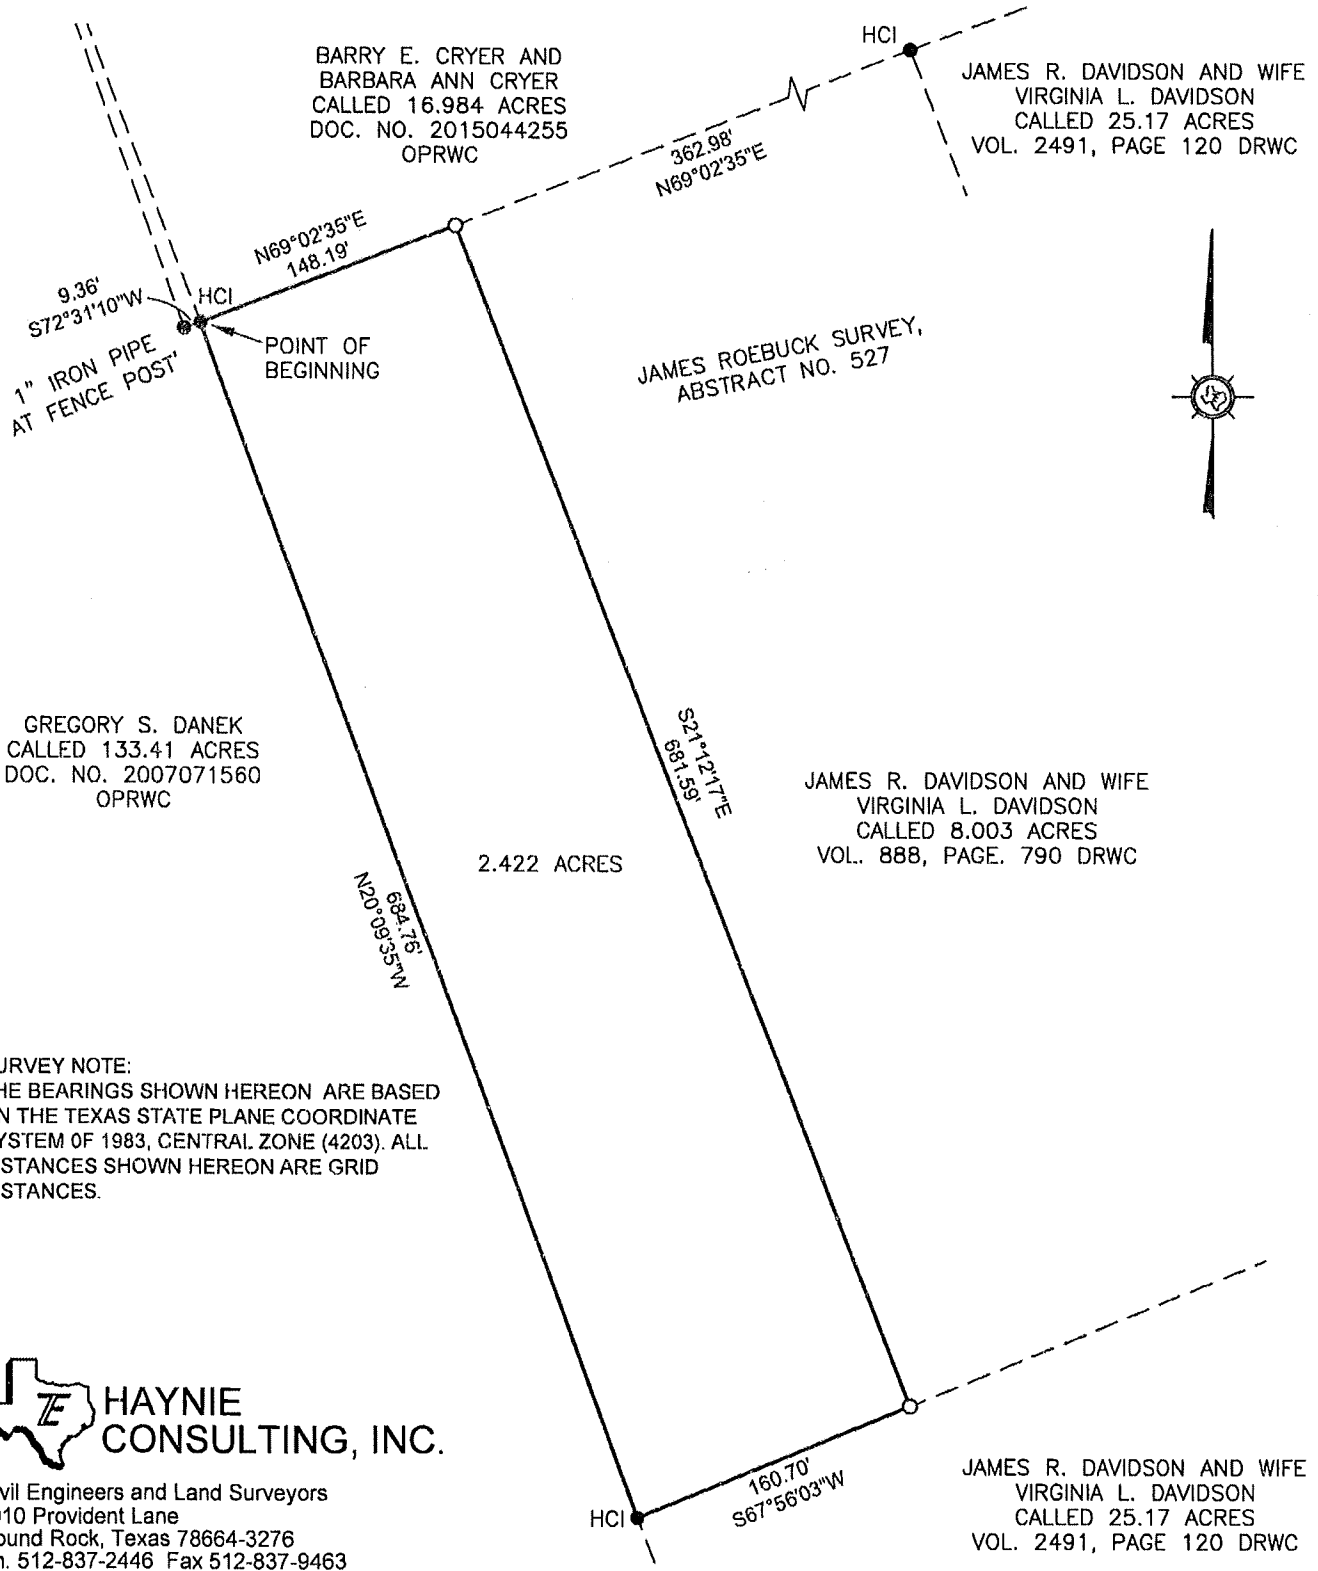 BARRY E. CRYER AND
BARBARA ANN CRYER
CALLED 16.984 ACRES
DOC. NO. 2015044255
OPRWC
HCI
JAMES R. DAVIDSON AND WIFE
VIRGINIA L. DAVIDSON
CALLED 25.17 ACRES
VOL. 2491, PAGE 120 DRWC
362.98'
N69°02'35"E
N69°02'35"E
148.19'
9.36'
S72°31'10"W
HCI
1" IRON PIPE
AT FENCE POST'
POINT OF
BEGINNING
JAMES ROEBUCK SURVEY,
ABSTRACT NO. 527
GREGORY S. DANEK
CALLED 133.41 ACRES
DOC. NO. 2007071560
OPRWC
S21°12'17"E
681.59'
JAMES R. DAVIDSON AND WIFE
VIRGINIA L. DAVIDSON
CALLED 8.003 ACRES
VOL. 888, PAGE. 790 DRWC
2.422 ACRES
684.76'
N20°09'35"W
URVEY NOTE:
HE BEARINGS SHOWN HEREON ARE BASED
N THE TEXAS STATE PLANE COORDINATE
YSTEM OF 1983, CENTRAL ZONE (4203). ALL
STANCES SHOWN HEREON ARE GRID
STANCES.
HAYNIE
CONSULTING, INC.
vil Engineers and Land Surveyors
10 Provident Lane
ound Rock, Texas 78664-3276
h. 512-837-2446 Fax 512-837-9463
HCI
160.70'
S67°56'03"W
JAMES R. DAVIDSON AND WIFE
VIRGINIA L. DAVIDSON
CALLED 25.17 ACRES
VOL. 2491, PAGE 120 DRWC